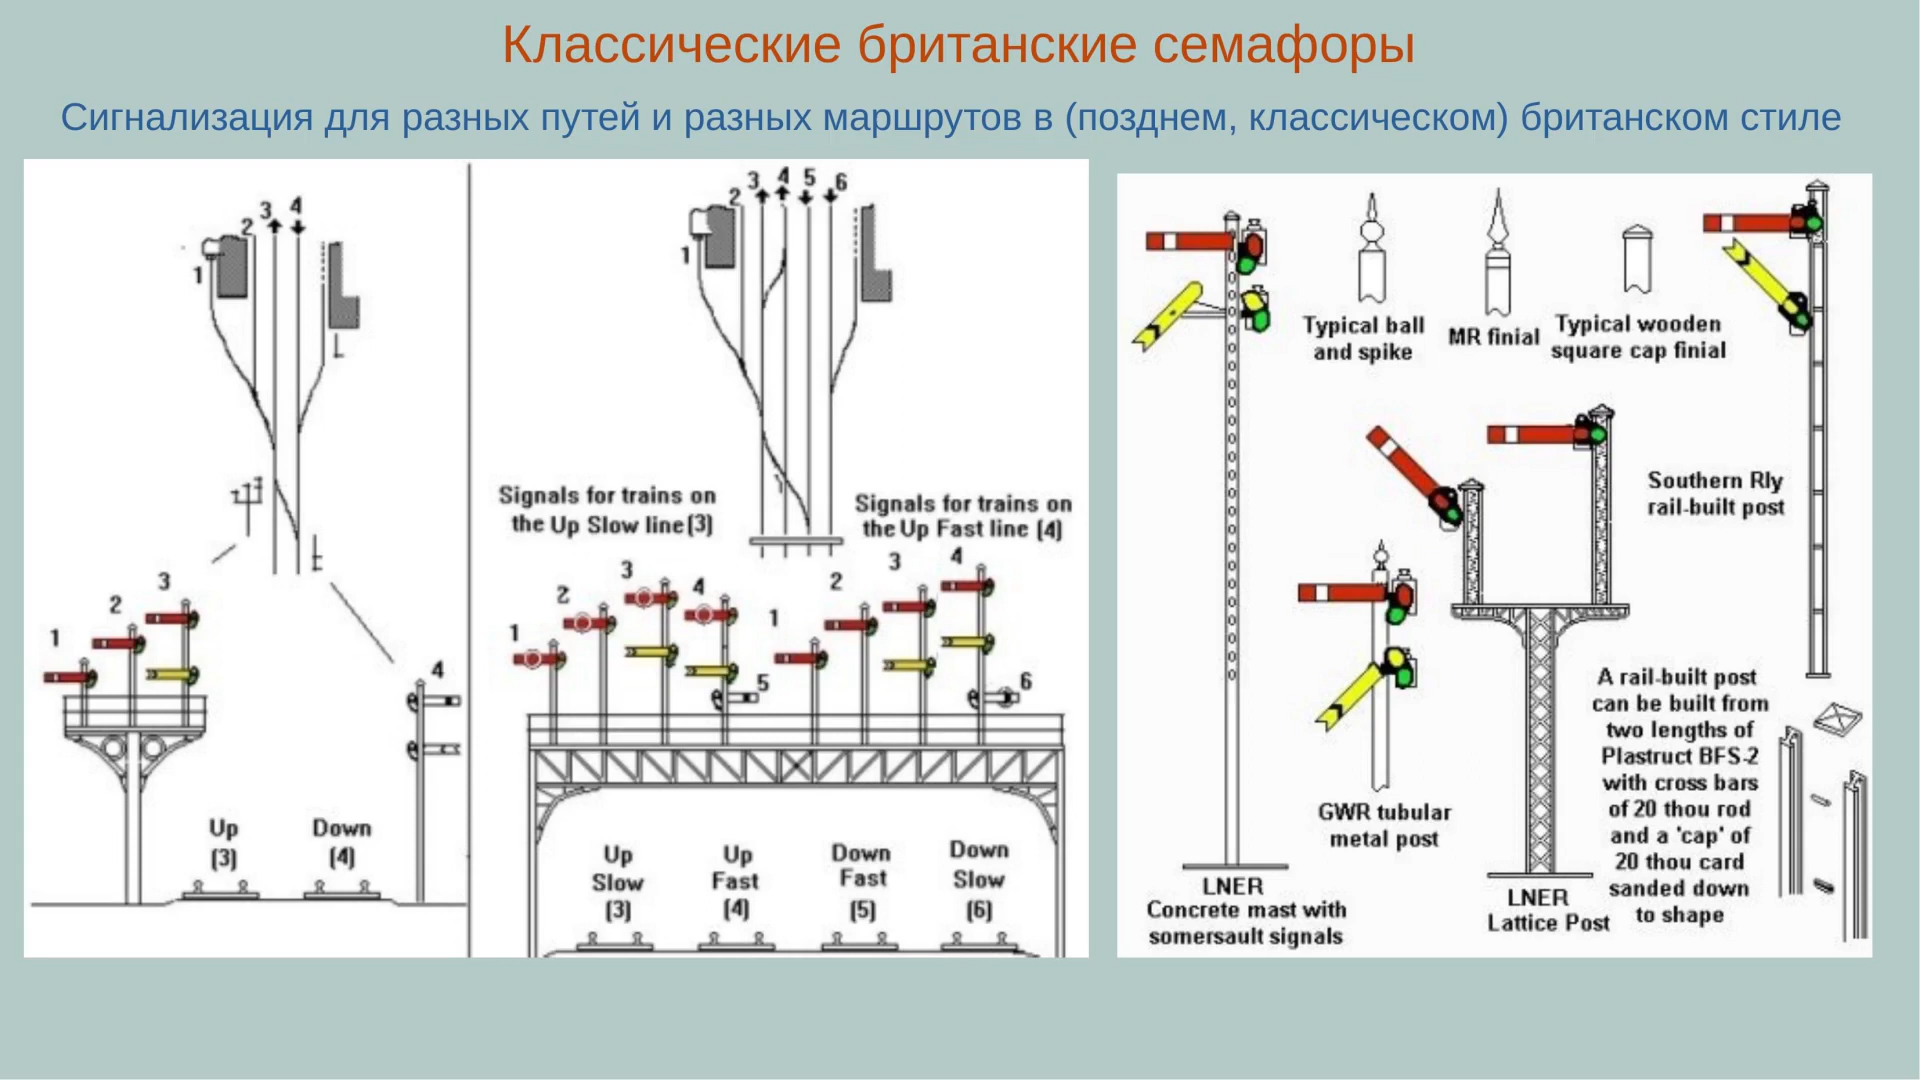 Классические британские семафоры
Сигнализация для разных путей и разных маршрутов в (позднем, классическом) британском стиле
1
2
3
4
1
2
3
4
Up
(3)
Down
(4)
1
2
3
4
5
6
Signals for trains on
the Up Slow line(3)
Signals for trains on
the Up Fast line (4)
1
2
3
4
5
1
2
3
4
6
Up
Slow
(3)
Up
Fast
(4)
Down
Fast
(5)
Down
Slow
(6)
Typical ball
and spike
MR finial
Typical wooden
square cap finial
Southern Rly
rail-built post
GWR tubular
metal post
A rail-built post
can be built from
two lengths of
Plastruct BFS-2
with cross bars
of 20 thou rod
and a 'cap' of
20 thou card
sanded down
to shape
LNER
Concrete mast with
somersault signals
LNER
Lattice Post